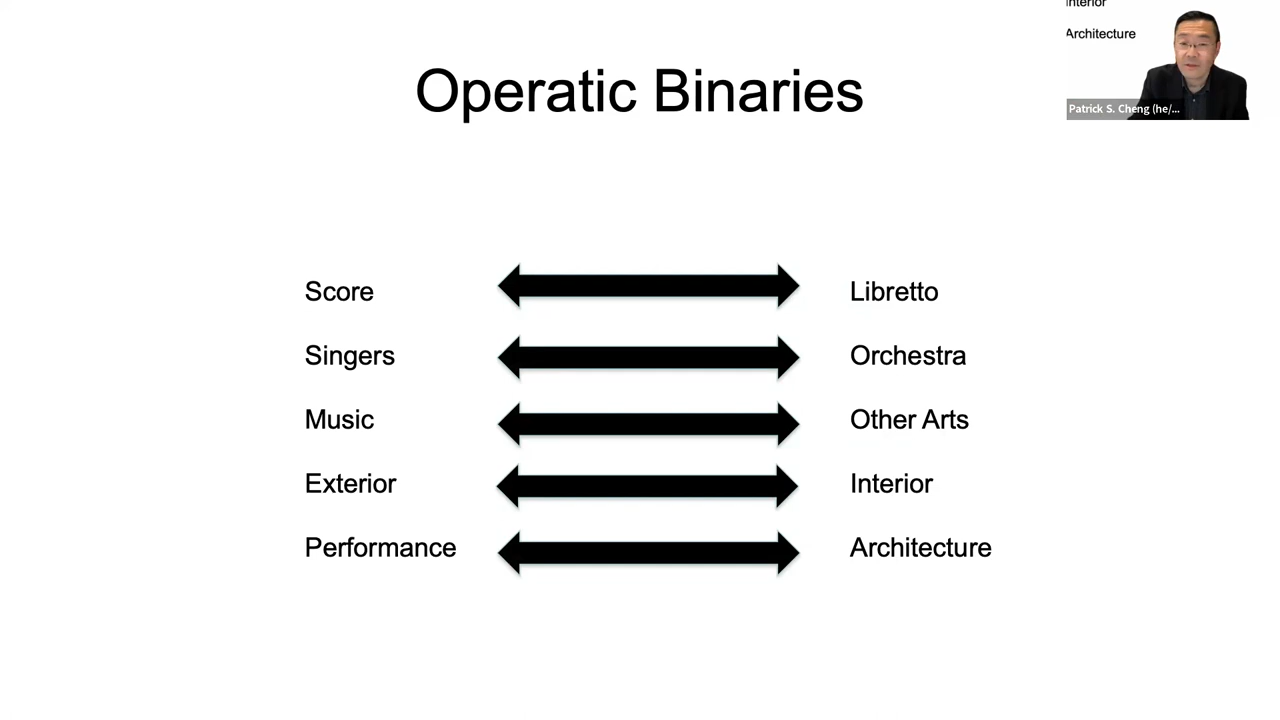 Operatic Binaries
Interior
Architecture
Patrick S. Cheng (he/...
Score Libretto
Singers Orchestra
Music Other Arts
Exterior Interior
Performance Architecture